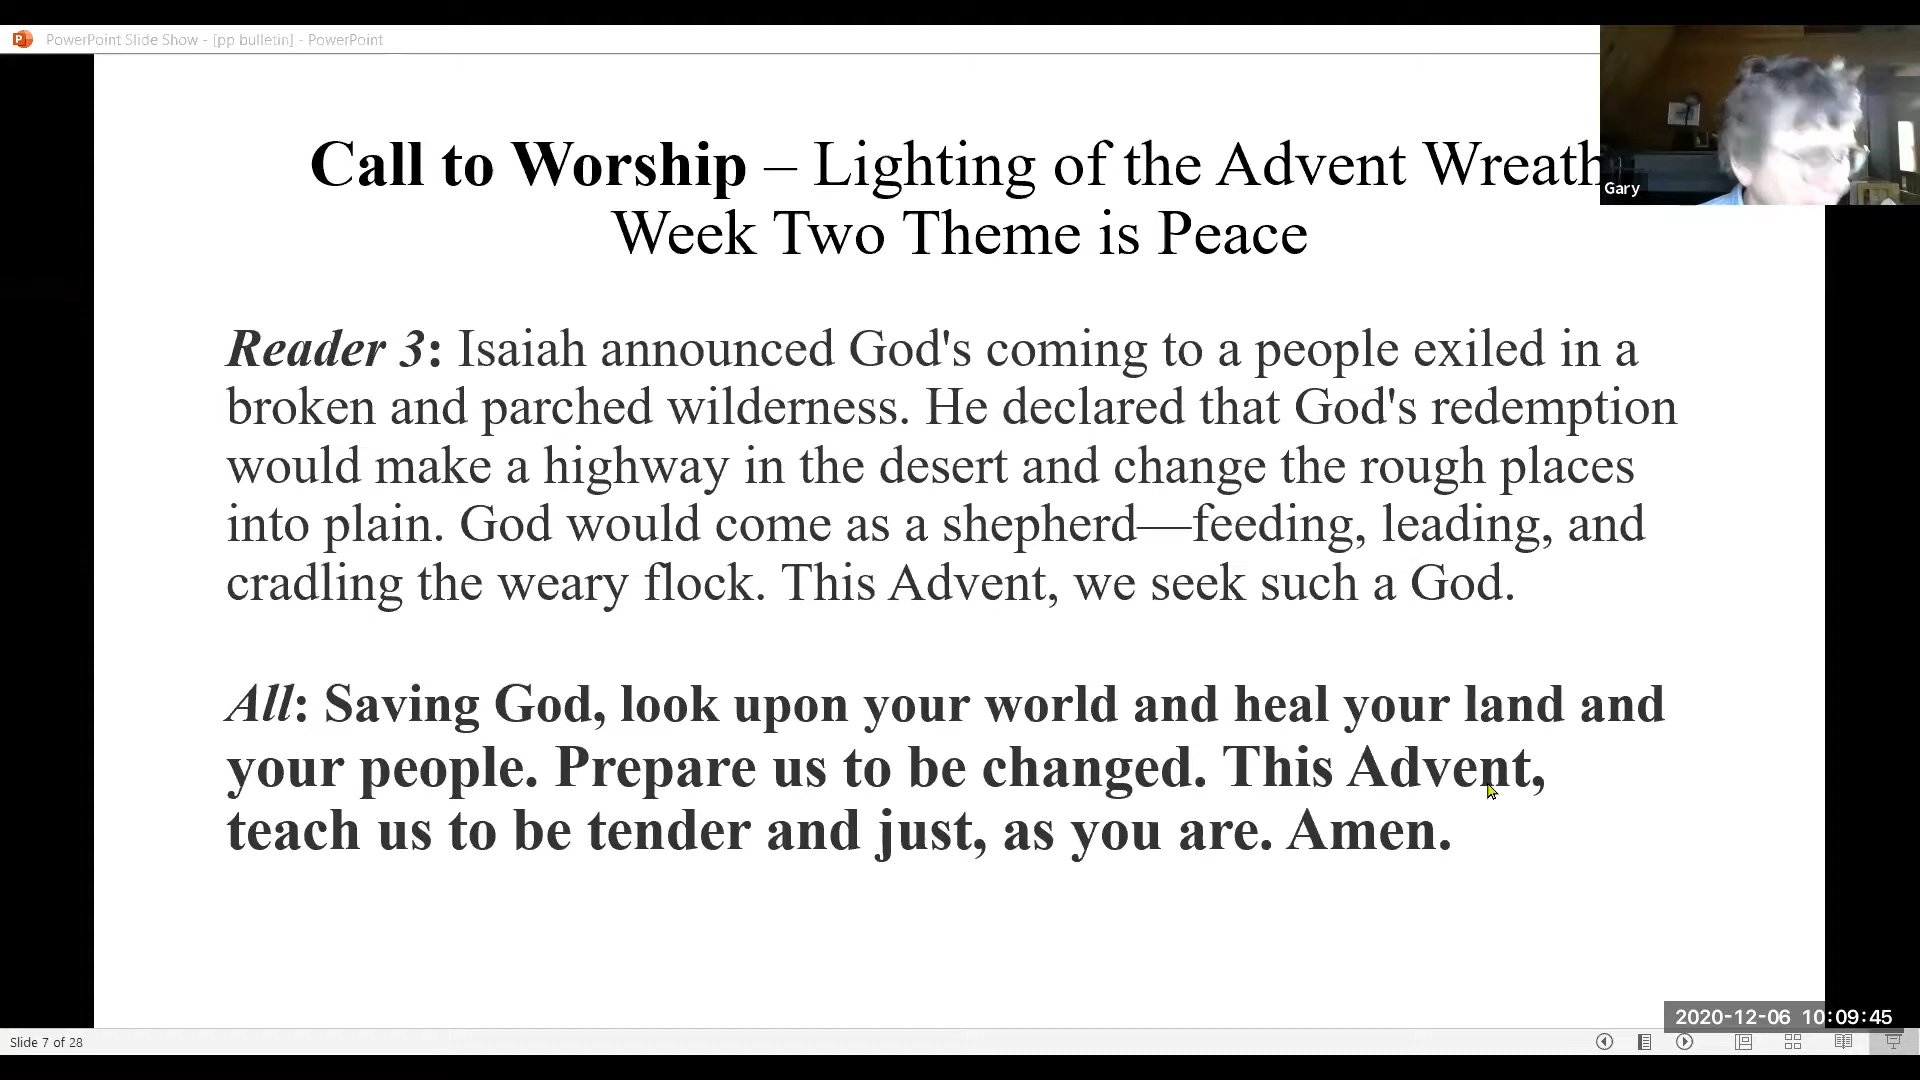 PowerPoint Slide Show - [pp bulletin] - PowerPoint
Call to Worship – Lighting of the Advent Wreath
Gary
Week Two Theme is Peace
Reader 3: Isaiah announced God's coming to a people exiled in a
broken and parched wilderness. He declared that God's redemption
would make a highway in the desert and change the rough places
into plain. God would come as a shepherd—feeding, leading, and
cradling the weary flock. This Advent, we seek such a God.
All: Saving God, look upon your world and heal your land and
your people. Prepare us to be changed. This Advent,
teach us to be tender and just, as you are. Amen.
2020-12-06 10:09:45
Slide 7 of 28